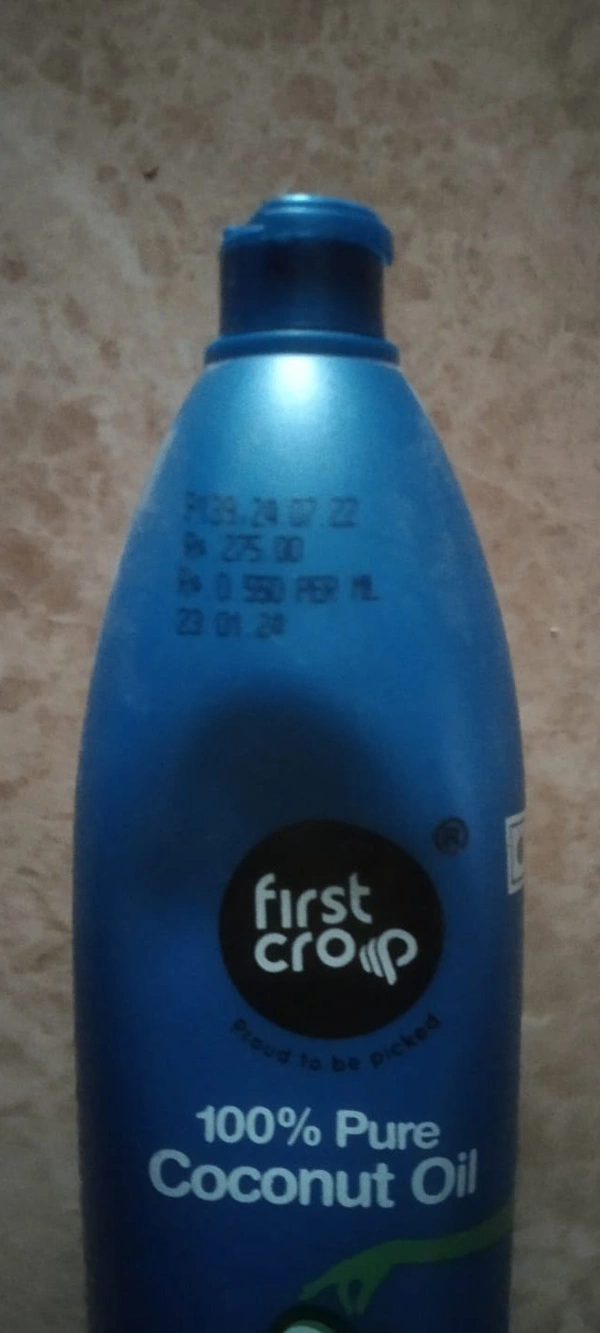 P139.24.07.22
Rs 275.00
Rs 0.550 PER ML
23.01.24
®
first
crop
Proud to be picked
100% Pure
Coconut Oil